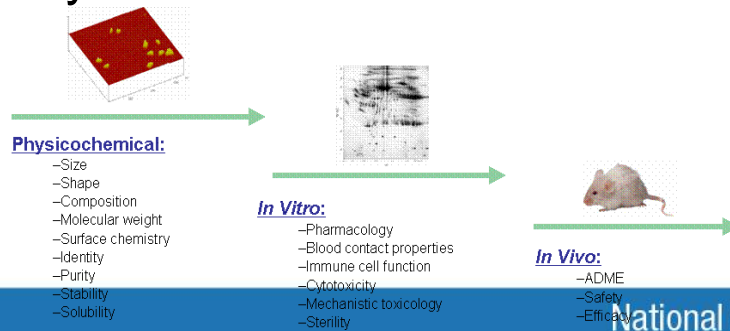 Physicochemical:
–Size
–Shape
–Composition
–Molecular weight
–Surface chemistry
–Identity
–Purity
–Stability
–Solubility
In Vitro:
–Pharmacology
–Blood contact properties
–Immune cell function
–Cytotoxicity
–Mechanistic toxicology
–Sterility
In Vivo:
–ADME
–Safety
–Efficacy
National